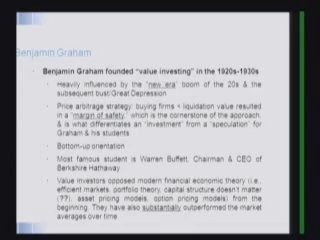 Benjamin Graham
Benjamin Graham founded "value investing" in the 1920s-1930s
Heavily influenced by the "new era" boom of the 20s & the
subsequent bust/Great Depression
Price arbitrage strategy: buying firms < liquidation value resulted
in a "margin of safety," which is the cornerstone of the approach,
& is what differentiates an "investment" from a "speculation" for
Graham & his students
Bottom-up orientation
Most famous student is Warren Buffett, Chairman & CEO of
Berkshire Hathaway
Value investors opposed modern financial economic theory (i.e.,
efficient markets, portfolio theory, capital structure doesn't matter
(??), asset pricing models, option pricing models) from the
beginning. They have also substantially outperformed the market
averages over time